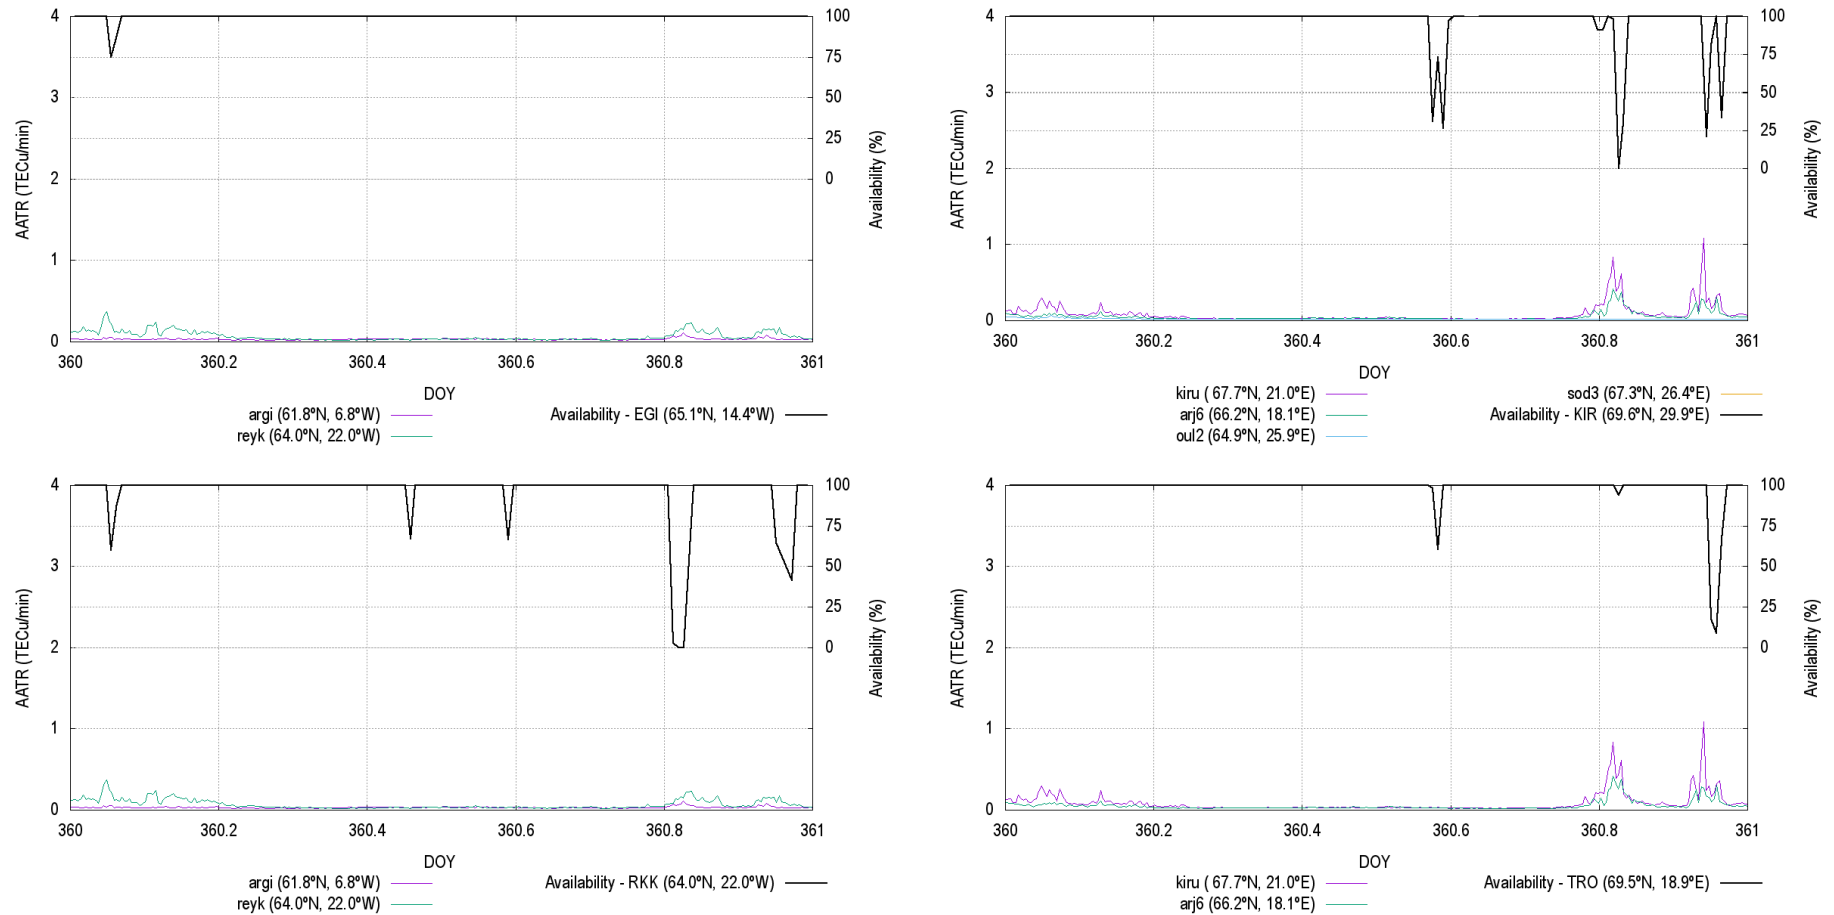 4
3
2
1
0
AATR (TECu/min)
100
75
50
25
0
Availability (%)
360 360.2 360.4 360.6 360.8 361
DOY
argi (61.8ºN, 6.8ºW)
reyk (64.0ºN, 22.0ºW)
Availability - EGI (65.1ºN, 14.4ºW)
4
3
2
1
0
AATR (TECu/min)
100
75
50
25
0
Availability (%)
360 360.2 360.4 360.6 360.8 361
DOY
kiru ( 67.7ºN, 21.0ºE)
arj6 (66.2ºN, 18.1ºE)
oul2 (64.9ºN, 25.9ºE)
sod3 (67.3ºN, 26.4ºE)
Availability - KIR (69.6ºN, 29.9ºE)
4
3
2
1
0
AATR (TECu/min)
100
75
50
25
0
Availability (%)
360 360.2 360.4 360.6 360.8 361
DOY
argi (61.8ºN, 6.8ºW)
reyk (64.0ºN, 22.0ºW)
Availability - RKK (64.0ºN, 22.0ºW)
4
3
2
1
0
AATR (TECu/min)
100
75
50
25
0
Availability (%)
360 360.2 360.4 360.6 360.8 361
DOY
kiru ( 67.7ºN, 21.0ºE)
arj6 (66.2ºN, 18.1ºE)
Availability - TRO (69.5ºN, 18.9ºE)